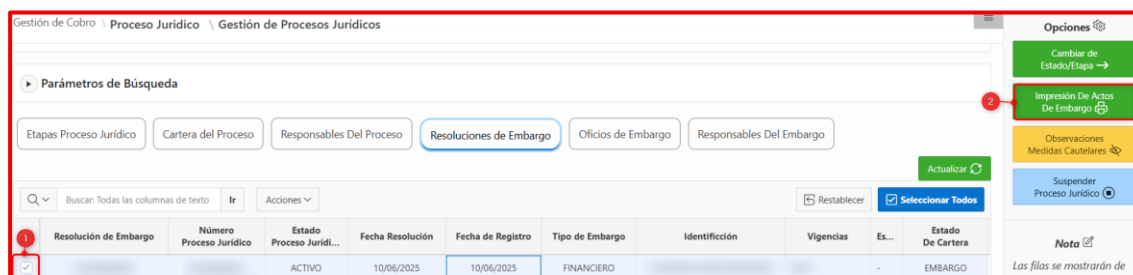 Gestión de Cobro \ Proceso Jurídico \ Gestión de Procesos Jurídicos
Opciones
Cambiar de
Estado/Etapa →
Parámetros de Búsqueda
2
Impresión De Actos
De Embargo
Etapas Proceso Jurídico Cartera del Proceso Responsables Del Proceso Resoluciones de Embargo Oficios de Embargo Responsables Del Embargo
Observaciones
Medidas Cautelares
Actualizar
Suspender
Proceso Jurídico
Buscar: Todas las columnas de texto Ir Acciones Restablecer Seleccionar Todos
1
Resolución de Embargo Número
Proceso Jurídico Estado
Proceso Jurídi... Fecha Resolución Fecha de Registro Tipo de Embargo Identificción Vigencias Es... Estado
De Cartera
Nota
ACTIVO 10/06/2025 10/06/2025 FINANCIERO - EMBARGO
Las filas se mostrarán de